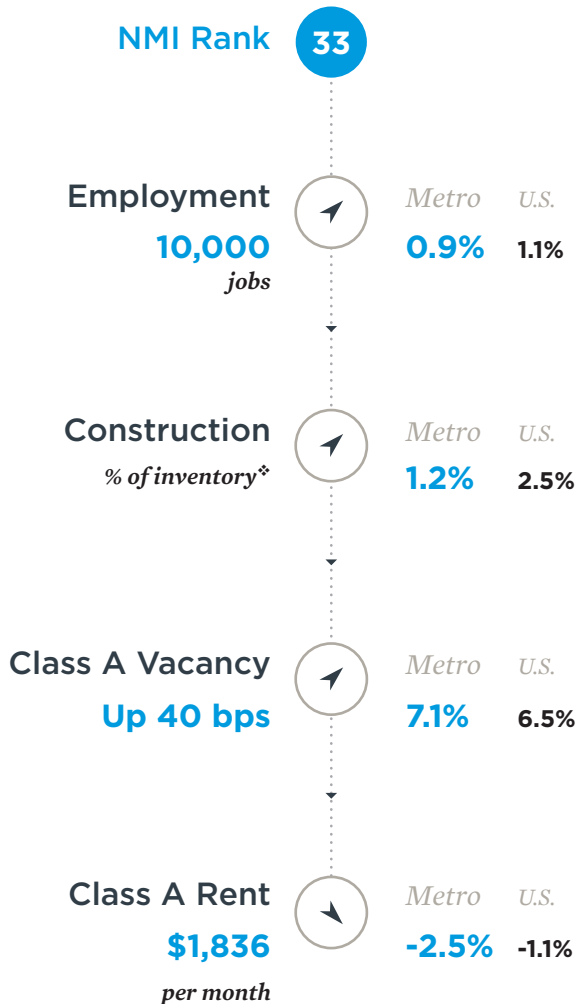 NMI Rank 33
Employment Metro U.S.
10,000 0.9% 1.1%
jobs
Construction Metro U.S.
% of inventory❖ 1.2% 2.5%
Class A Vacancy Metro U.S.
Up 40 bps 7.1% 6.5%
Class A Rent Metro U.S.
$1,836 -2.5% -1.1%
per month